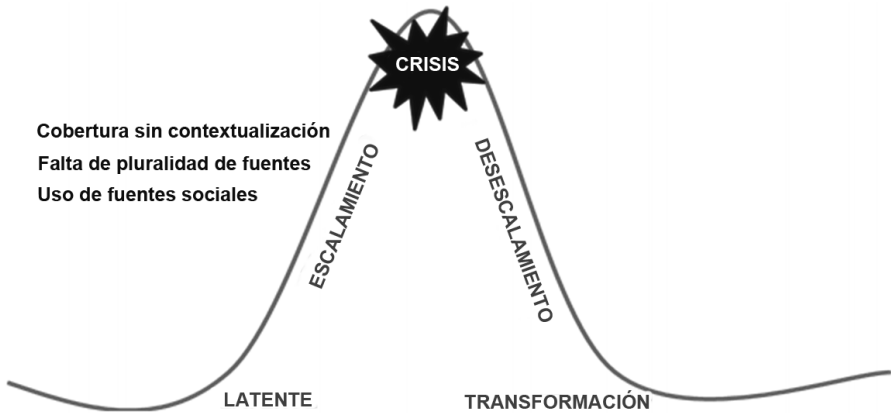 CRISIS
Cobertura sin contextualización
Falta de pluralidad de fuentes
Uso de fuentes sociales
ESCALAMIENTO
DESESCALAMIENTO
LATENTE
TRANSFORMACIÓN